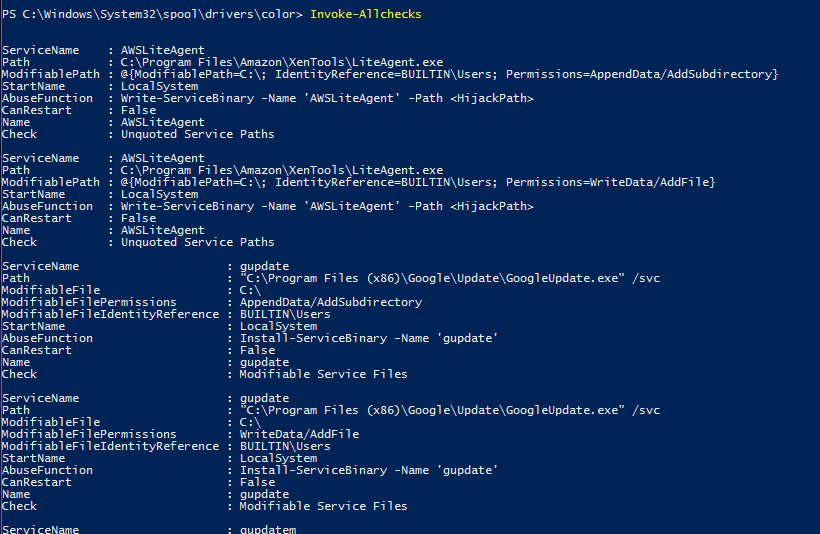 PS C:\Windows\System32\spool\drivers\color> Invoke-Allchecks
ServiceName    : AWSLiteAgent
Path           : C:\Program Files\Amazon\XenTools\LiteAgent.exe
ModifiablePath : @{ModifiablePath=C:\; IdentityReference=BUILTIN\Users; Permissions=AppendData/AddSubdirectory}
StartName      : LocalSystem
AbuseFunction  : Write-ServiceBinary -Name 'AWSLiteAgent' -Path <HijackPath>
CanRestart     : False
Name           : AWSLiteAgent
Check          : Unquoted Service Paths
ServiceName    : AWSLiteAgent
Path           : C:\Program Files\Amazon\XenTools\LiteAgent.exe
ModifiablePath : @{ModifiablePath=C:\; IdentityReference=BUILTIN\Users; Permissions=WriteData/AddFile}
StartName      : LocalSystem
AbuseFunction  : Write-ServiceBinary -Name 'AWSLiteAgent' -Path <HijackPath>
CanRestart     : False
Name           : AWSLiteAgent
Check          : Unquoted Service Paths
ServiceName                     : gupdate
Path                            : "C:\Program Files (x86)\Google\Update\GoogleUpdate.exe" /svc
ModifiableFile                  : C:\
ModifiableFilePermissions       : AppendData/AddSubdirectory
ModifiableFileIdentityReference : BUILTIN\Users
StartName                       : LocalSystem
AbuseFunction                   : Install-ServiceBinary -Name 'gupdate'
CanRestart                      : False
Name                            : gupdate
Check                           : Modifiable Service Files
ServiceName                     : gupdate
Path                            : "C:\Program Files (x86)\Google\Update\GoogleUpdate.exe" /svc
ModifiableFile                  : C:\
ModifiableFilePermissions       : WriteData/AddFile
ModifiableFileIdentityReference : BUILTIN\Users
StartName                       : LocalSystem
AbuseFunction                   : Install-ServiceBinary -Name 'gupdate'
CanRestart                      : False
Name                            : gupdate
Check                           : Modifiable Service Files
ServiceName                     : gupdatem